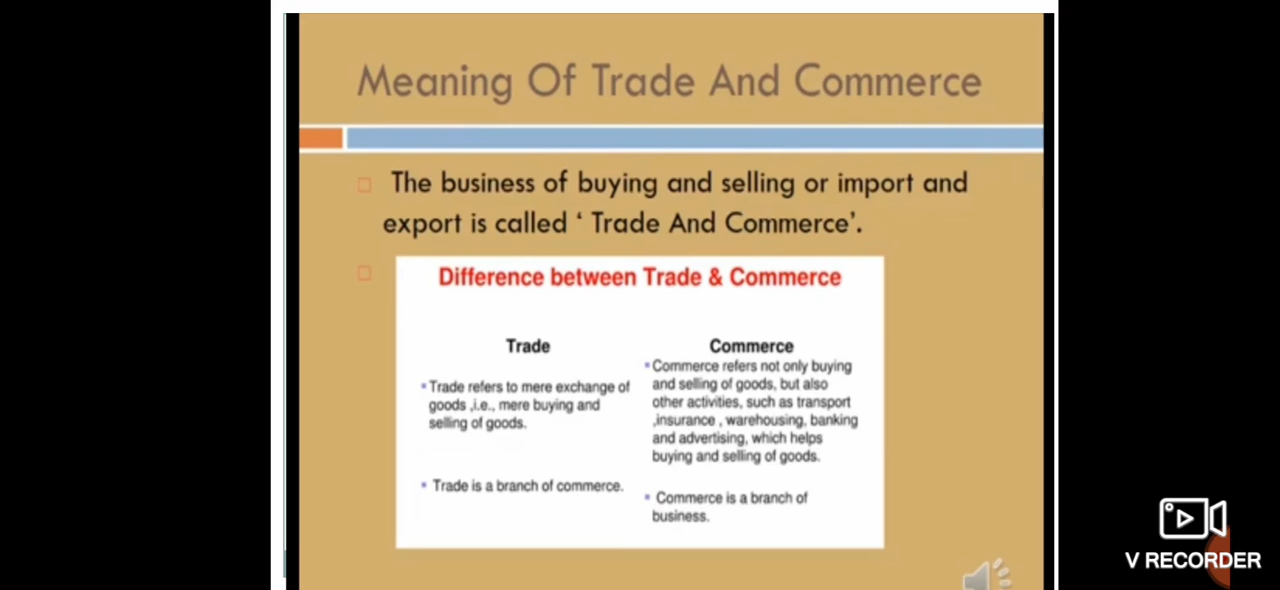 Meaning Of Trade And Commerce
The business of buying and selling or import and
export is called ‘ Trade And Commerce’.
Difference between Trade & Commerce
Trade
Trade refers to mere exchange of
goods ,i.e., mere buying and
selling of goods.
Trade is a branch of commerce.
Commerce
Commerce refers not only buying
and selling of goods, but also
other activities, such as transport
,insurance , warehousing, banking
and advertising, which helps
buying and selling of goods.
Commerce is a branch of
business.
V RECORDER